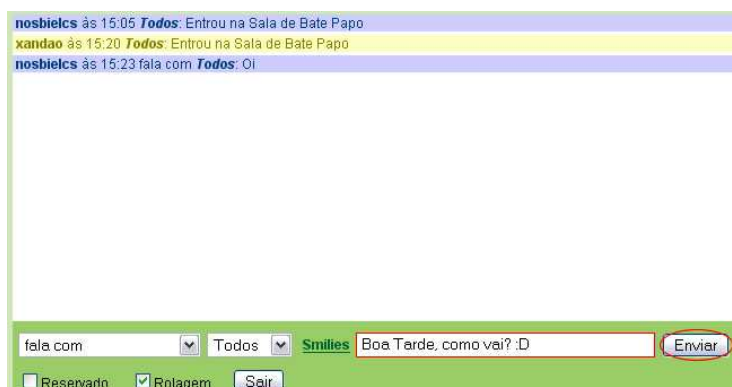 nosbielcs às 15:05 Todos: Entrou na Sala de Bate Papo
xandao às 15:20 Todos: Entrou na Sala de Bate Papo
nosbielcs às 15:23 fala com Todos: Oi
fala com Todos Smilies Boa Tarde, como vai? :D Enviar
Reservado Rolagem Sair